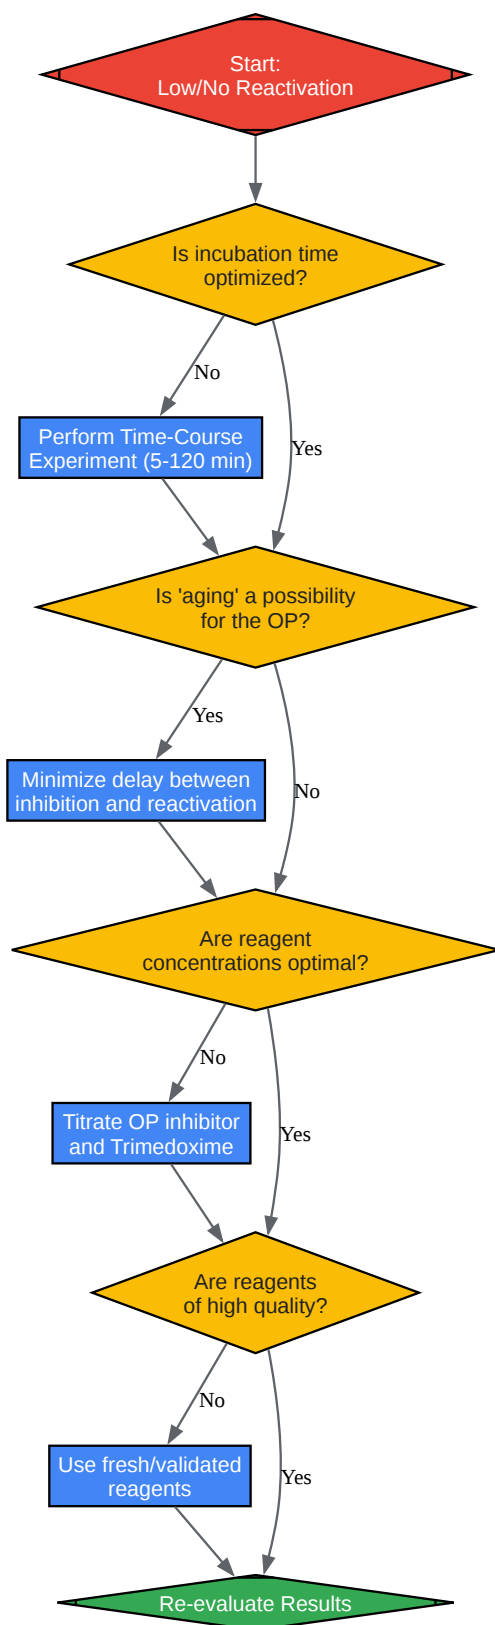 Start:
Low/No Reactivation
Is incubation time
optimized?
No
Perform Time-Course
Experiment (5-120 min)
Yes
Is 'aging' a possibility
for the OP?
Yes
Minimize delay between
inhibition and reactivation
No
Are reagent
concentrations optimal?
No
Titrate OP inhibitor
and Trimedoxime
Yes
Are reagents
of high quality?
No
Use fresh/validated
reagents
Yes
Re-evaluate Results